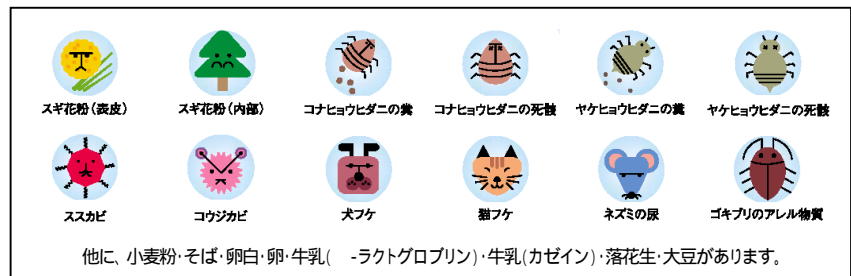 スギ花粉(表皮) スギ花粉(内部) コナヒョウヒダニの糞 コナヒョウヒダニの死骸 ヤケヒョウヒダニの糞 ヤケヒョウヒダニの死骸
ススカビ コウジカビ 犬フケ 猫フケ ネズミの尿 ゴキブリのアレル物質
他に、小麦粉・そば・卵白・卵・牛乳( -ラクトグロブリン)・牛乳(カゼイン)・落花生・大豆があります。